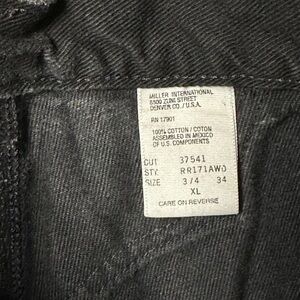 MILLER INTERNATIONAL
8500 ZUNI STREET
DENVER CO./U.S.A.
RN 17901
100% COTTON / COTON
ASSEMBLED IN MEXICO
OF U.S. COMPONENTS
CUT 37541
STY RR171AWD
SIZE 3/4 34
XL
CARE ON REVERSE